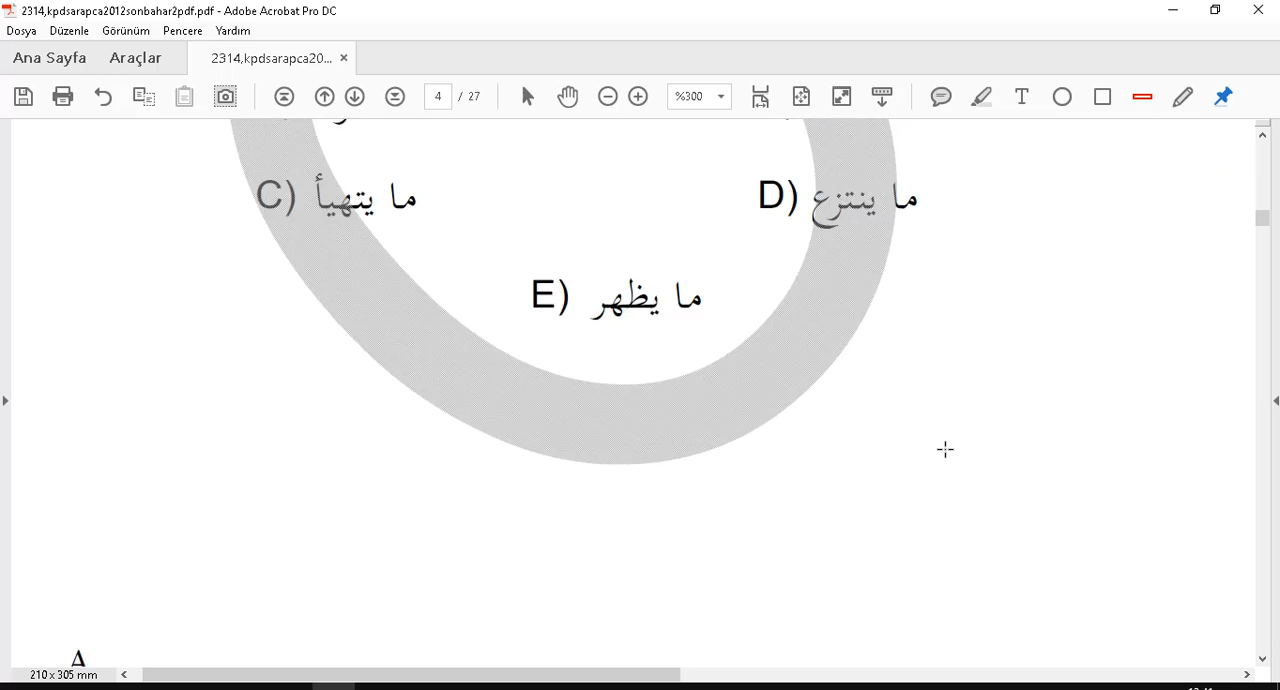 2314,kpdsarapca2012sonbahar2pdf.pdf - Adobe Acrobat Pro DC
Dosya Düzenle Görünüm Pencere Yardım
Ana Sayfa Araçlar 2314,kpdsarapca20... ×
4 / 27 %300
C) ما يتهيأ D) ما ينتزع
E) ما يظهر
210 x 305 mm